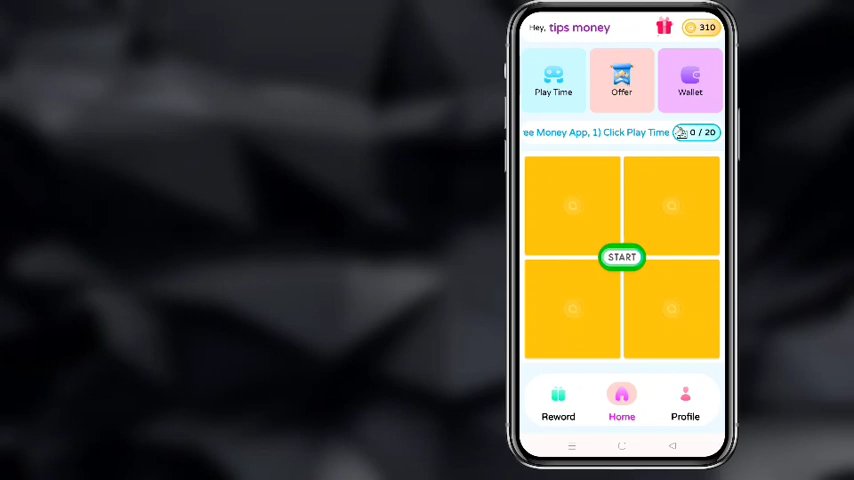 Hey, tips money
310
Play Time
Offer
Wallet
ee Money App, 1) Click Play Time
0 / 20
START
Reword
Home
Profile